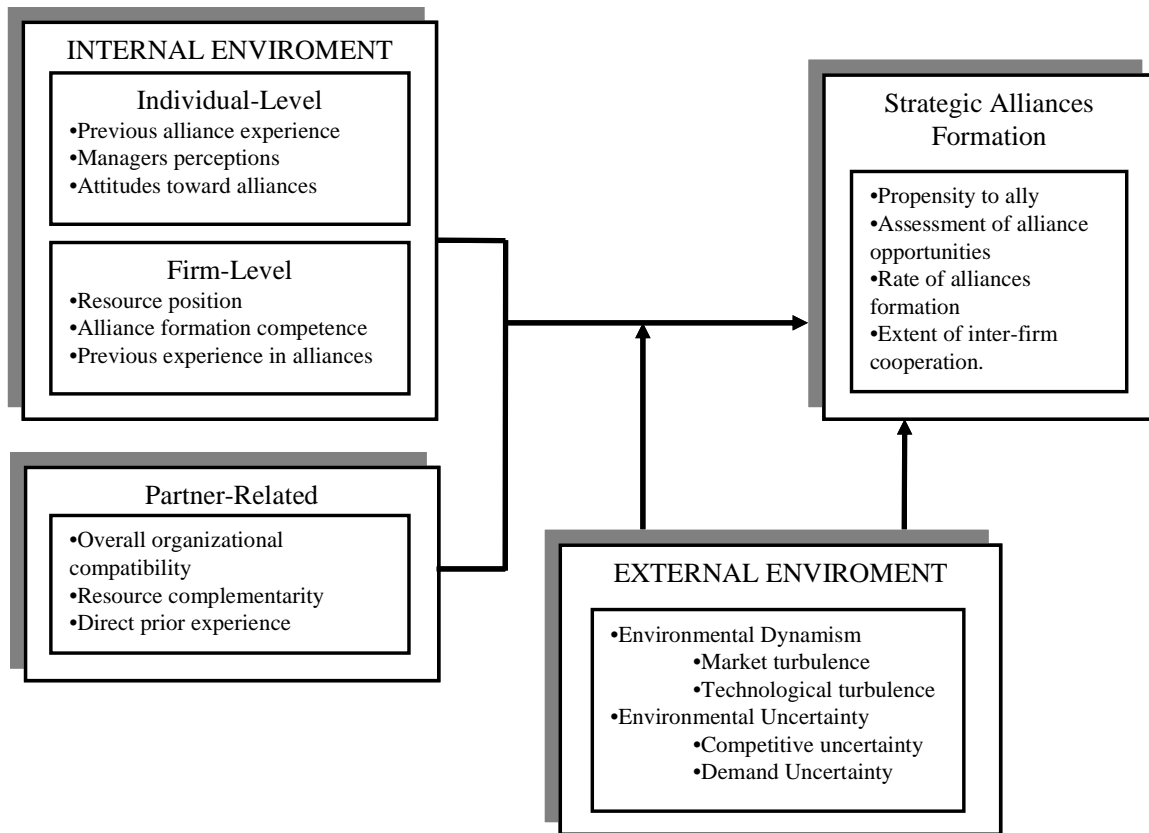 INTERNAL ENVIROMENT
Individual-Level
•Previous alliance experience
•Managers perceptions
•Attitudes toward alliances
Firm-Level
•Resource position
•Alliance formation competence
•Previous experience in alliances
Partner-Related
•Overall organizational
compatibility
•Resource complementarity
•Direct prior experience
Strategic Alliances
Formation
•Propensity to ally
•Assessment of alliance
opportunities
•Rate of alliances
formation
•Extent of inter-firm
cooperation.
EXTERNAL ENVIROMENT
•Environmental Dynamism
•Market turbulence
•Technological turbulence
•Environmental Uncertainty
•Competitive uncertainty
•Demand Uncertainty